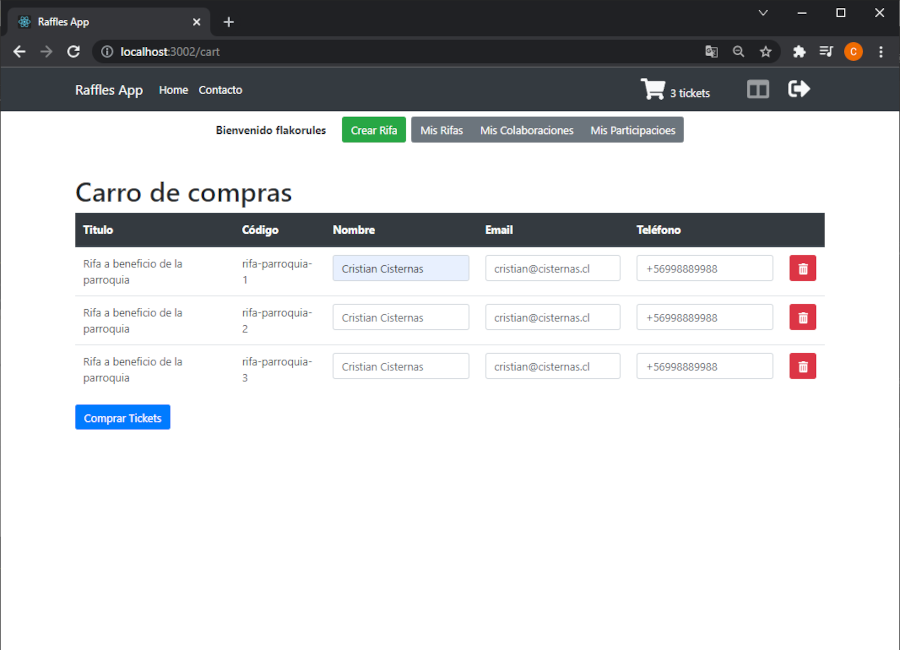 Raffles App
localhost:3002/cart
C
Raffles App Home Contacto 3 tickets
Bienvenido flakorules Crear Rifa Mis Rifas Mis Colaboraciones Mis Participacioes
Carro de compras
Titulo Código Nombre Email Teléfono
Rifa a beneficio de la parroquia rifa-parroquia-1 Cristian Cisternas cristian@cisternas.cl +56998889988
Rifa a beneficio de la parroquia rifa-parroquia-2 Cristian Cisternas cristian@cisternas.cl +56998889988
Rifa a beneficio de la parroquia rifa-parroquia-3 Cristian Cisternas cristian@cisternas.cl +56998889988
Comprar Tickets